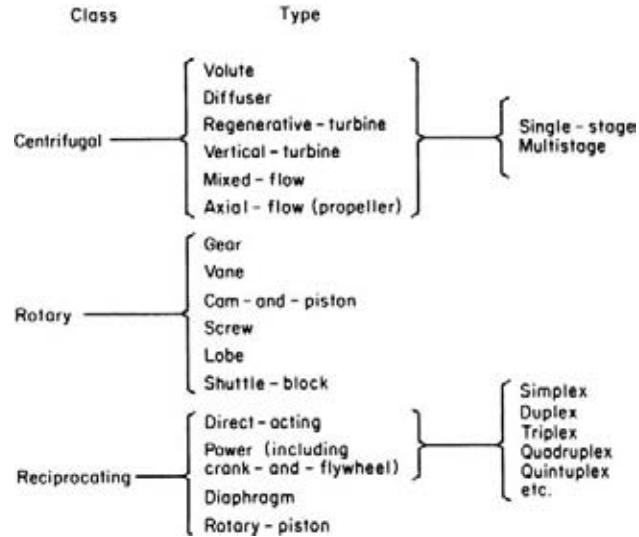 Class Type
Centrifugal
Volute
Diffuser
Regenerative - turbine
Vertical - turbine
Mixed - flow
Axial - flow (propeller)
Single - stage
Multistage
Rotary
Gear
Vane
Cam - and - piston
Screw
Lobe
Shuttle - block
Reciprocating
Direct - acting
Power (including
crank - and - flywheel)
Diaphragm
Rotary - piston
Simplex
Duplex
Triplex
Quadruplex
Quintuplex
etc.